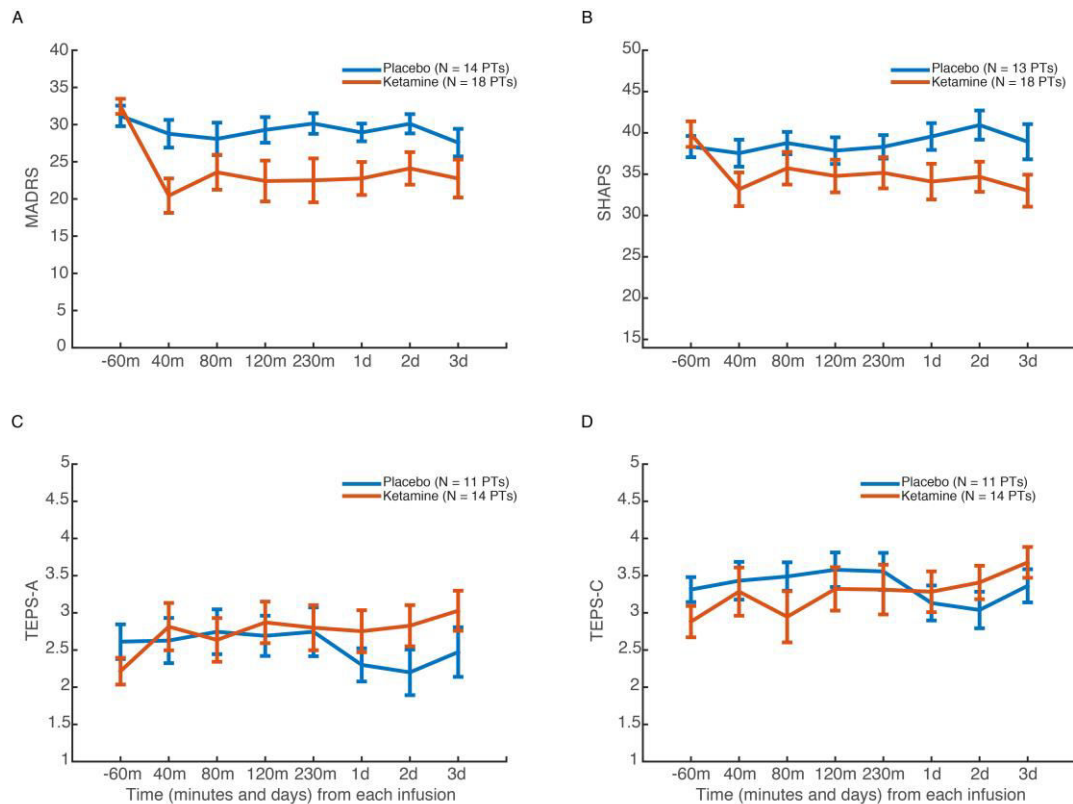 A
40
35
30
25
20
15
10
5
0
MADRS
Placebo (N = 14 PTs)
Ketamine (N = 18 PTs)
-60m 40m 80m 120m 230m 1d 2d 3d
B
50
45
40
35
30
25
20
15
SHAPS
Placebo (N = 13 PTs)
Ketamine (N = 18 PTs)
-60m 40m 80m 120m 230m 1d 2d 3d
C
5
4.5
4
3.5
3
2.5
2
1.5
1
TEPS-A
Placebo (N = 11 PTs)
Ketamine (N = 14 PTs)
-60m 40m 80m 120m 230m 1d 2d 3d
Time (minutes and days) from each infusion
D
5
4.5
4
3.5
3
2.5
2
1.5
1
TEPS-C
Placebo (N = 11 PTs)
Ketamine (N = 14 PTs)
-60m 40m 80m 120m 230m 1d 2d 3d
Time (minutes and days) from each infusion